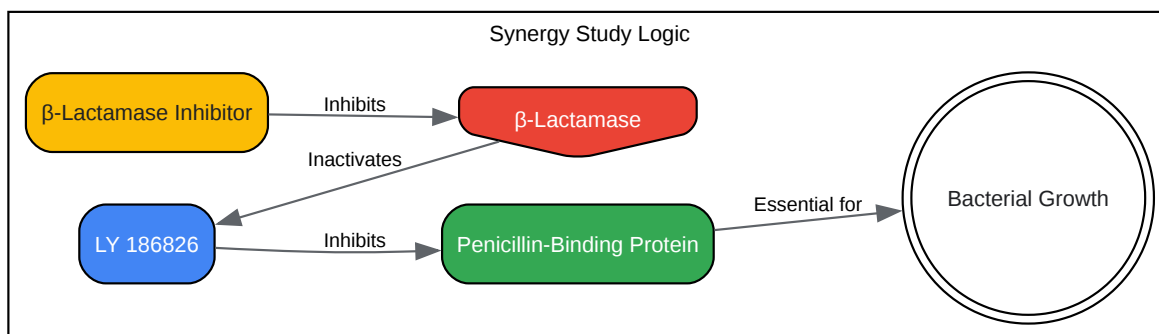 Synergy Study Logic
β-Lactamase Inhibitor
Inhibits
β-Lactamase
Inactivates
LY 186826
Inhibits
Penicillin-Binding Protein
Essential for
Bacterial Growth